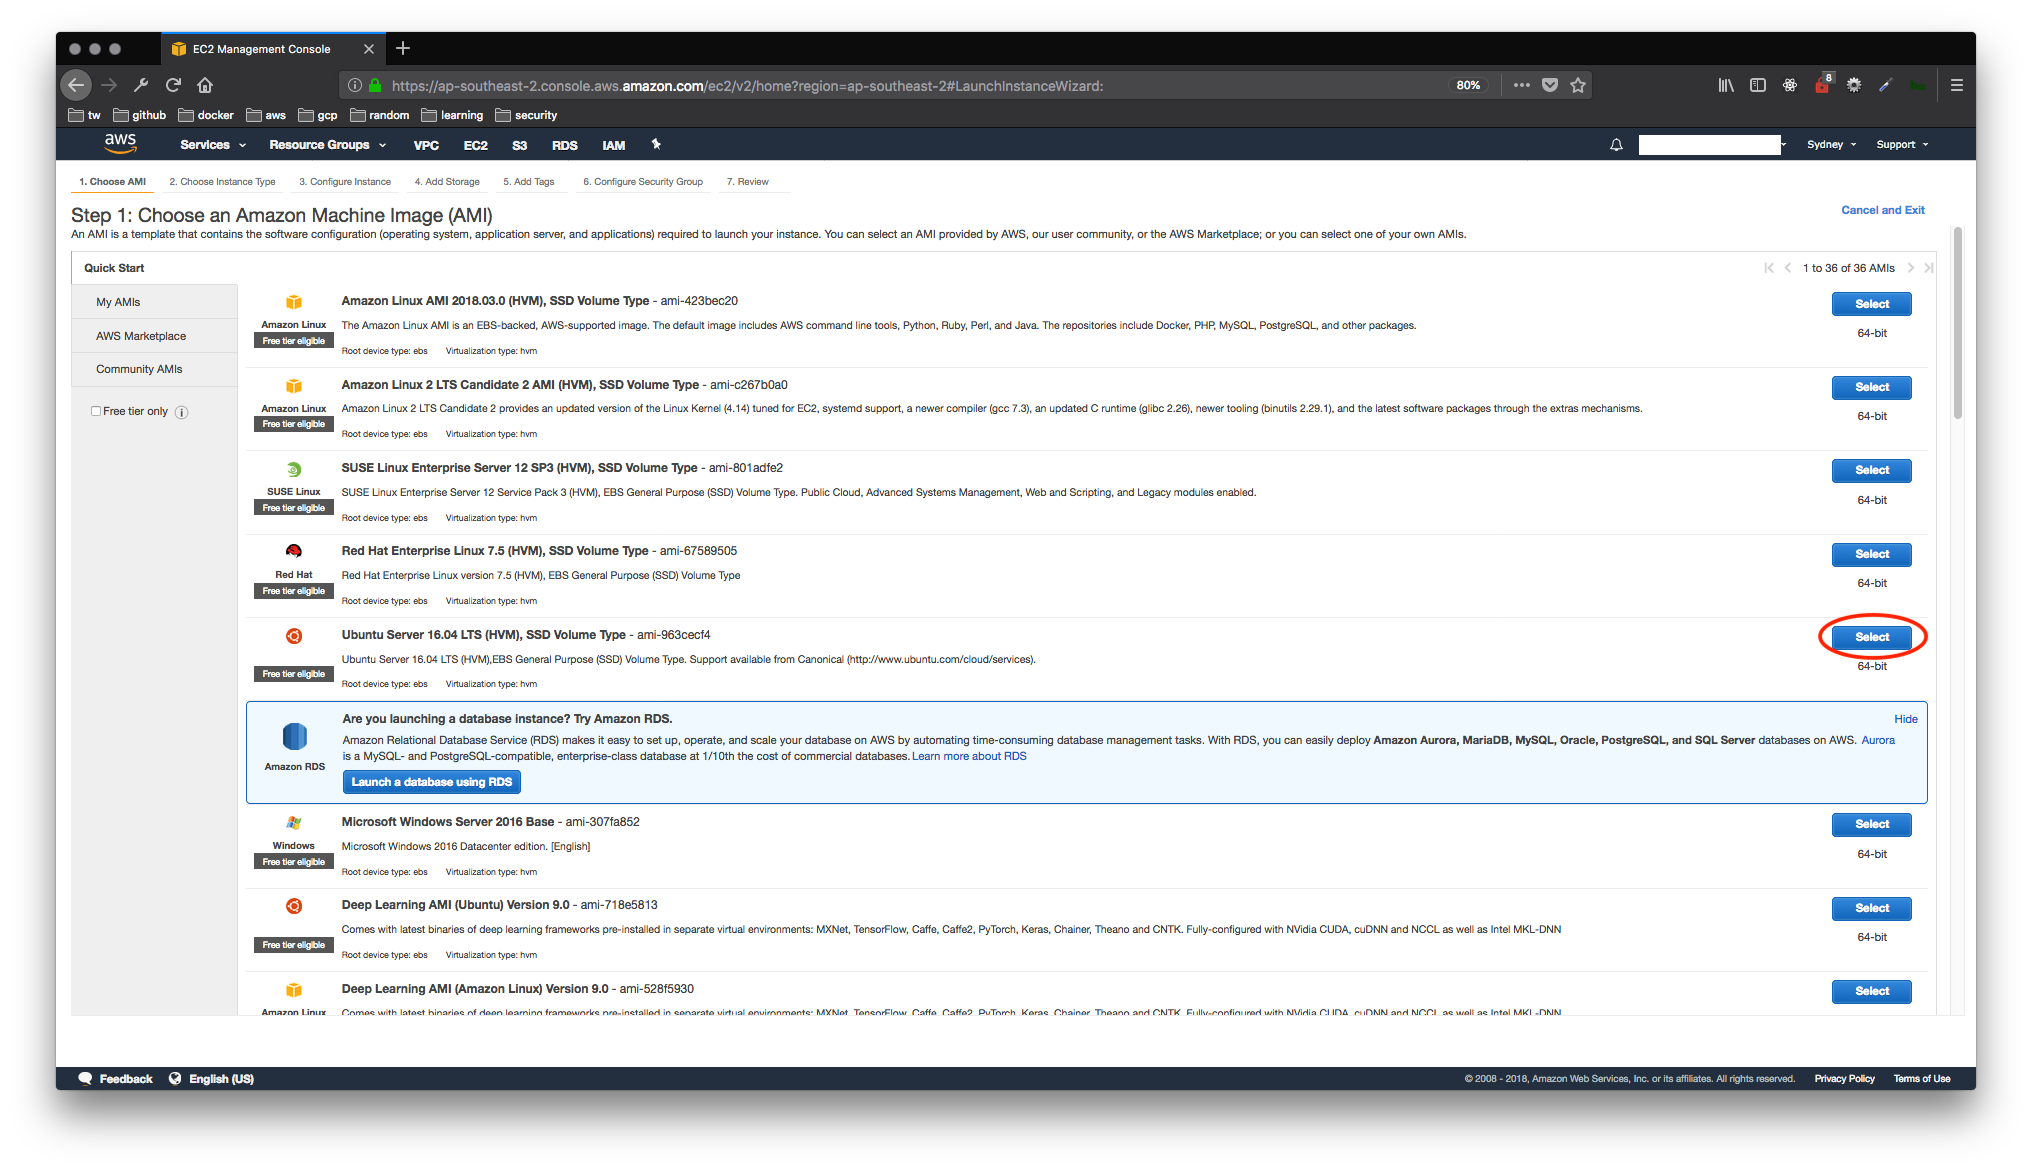 EC2 Management Console
https://ap-southeast-2.console.aws.amazon.com/ec2/v2/home?region=ap-southeast-2#LaunchInstanceWizard:
80%
8
tw github docker aws gcp random learning security
aws Services Resource Groups VPC EC2 S3 RDS IAM Sydney Support
1. Choose AMI 2. Choose Instance Type 3. Configure Instance 4. Add Storage 5. Add Tags 6. Configure Security Group 7. Review
Step 1: Choose an Amazon Machine Image (AMI)
Cancel and Exit
An AMI is a template that contains the software configuration (operating system, application server, and applications) required to launch your instance. You can select an AMI provided by AWS, our user community, or the AWS Marketplace; or you can select one of your own AMIs.
Quick Start
My AMIs
AWS Marketplace
Community AMIs
Free tier only
1 to 36 of 36 AMIs
Amazon Linux
Free tier eligible
Amazon Linux AMI 2018.03.0 (HVM), SSD Volume Type - ami-423bec20
The Amazon Linux AMI is an EBS-backed, AWS-supported image. The default image includes AWS command line tools, Python, Ruby, Perl, and Java. The repositories include Docker, PHP, MySQL, PostgreSQL, and other packages.
Root device type: ebs Virtualization type: hvm
Select
64-bit
Amazon Linux
Free tier eligible
Amazon Linux 2 LTS Candidate 2 AMI (HVM), SSD Volume Type - ami-c267b0a0
Amazon Linux 2 LTS Candidate 2 provides an updated version of the Linux Kernel (4.14) tuned for EC2, systemd support, a newer compiler (gcc 7.3), an updated C runtime (glibc 2.26), newer tooling (binutils 2.29.1), and the latest software packages through the extras mechanisms.
Root device type: ebs Virtualization type: hvm
Select
64-bit
SUSE Linux
Free tier eligible
SUSE Linux Enterprise Server 12 SP3 (HVM), SSD Volume Type - ami-801adfe2
SUSE Linux Enterprise Server 12 Service Pack 3 (HVM), EBS General Purpose (SSD) Volume Type. Public Cloud, Advanced Systems Management, Web and Scripting, and Legacy modules enabled.
Root device type: ebs Virtualization type: hvm
Select
64-bit
Red Hat
Free tier eligible
Red Hat Enterprise Linux 7.5 (HVM), SSD Volume Type - ami-67589505
Red Hat Enterprise Linux version 7.5 (HVM), EBS General Purpose (SSD) Volume Type
Root device type: ebs Virtualization type: hvm
Select
64-bit
Free tier eligible
Ubuntu Server 16.04 LTS (HVM), SSD Volume Type - ami-963cecf4
Ubuntu Server 16.04 LTS (HVM),EBS General Purpose (SSD) Volume Type. Support available from Canonical (http://www.ubuntu.com/cloud/services).
Root device type: ebs Virtualization type: hvm
Select
64-bit
Amazon RDS
Are you launching a database instance? Try Amazon RDS.
Hide
Amazon Relational Database Service (RDS) makes it easy to set up, operate, and scale your database on AWS by automating time-consuming database management tasks. With RDS, you can easily deploy Amazon Aurora, MariaDB, MySQL, Oracle, PostgreSQL, and SQL Server databases on AWS. Aurora
is a MySQL- and PostgreSQL-compatible, enterprise-class database at 1/10th the cost of commercial databases. Learn more about RDS
Launch a database using RDS
Windows
Free tier eligible
Microsoft Windows Server 2016 Base - ami-307fa852
Microsoft Windows 2016 Datacenter edition. [English]
Root device type: ebs Virtualization type: hvm
Select
64-bit
Free tier eligible
Deep Learning AMI (Ubuntu) Version 9.0 - ami-718e5813
Comes with latest binaries of deep learning frameworks pre-installed in separate virtual environments: MXNet, TensorFlow, Caffe, Caffe2, PyTorch, Keras, Chainer, Theano and CNTK. Fully-configured with NVidia CUDA, cuDNN and NCCL as well as Intel MKL-DNN
Root device type: ebs Virtualization type: hvm
Select
64-bit
Amazon Linux
Deep Learning AMI (Amazon Linux) Version 9.0 - ami-528f5930
Comes with latest binaries of deep learning frameworks pre-installed in separate virtual environments: MXNet, TensorFlow, Caffe, Caffe2, PyTorch, Keras, Chainer, Theano and CNTK. Fully-configured with NVidia CUDA, cuDNN and NCCL as well as Intel MKL-DNN
Select
Feedback English (US)
© 2008 - 2018, Amazon Web Services, Inc. or its affiliates. All rights reserved. Privacy Policy Terms of Use